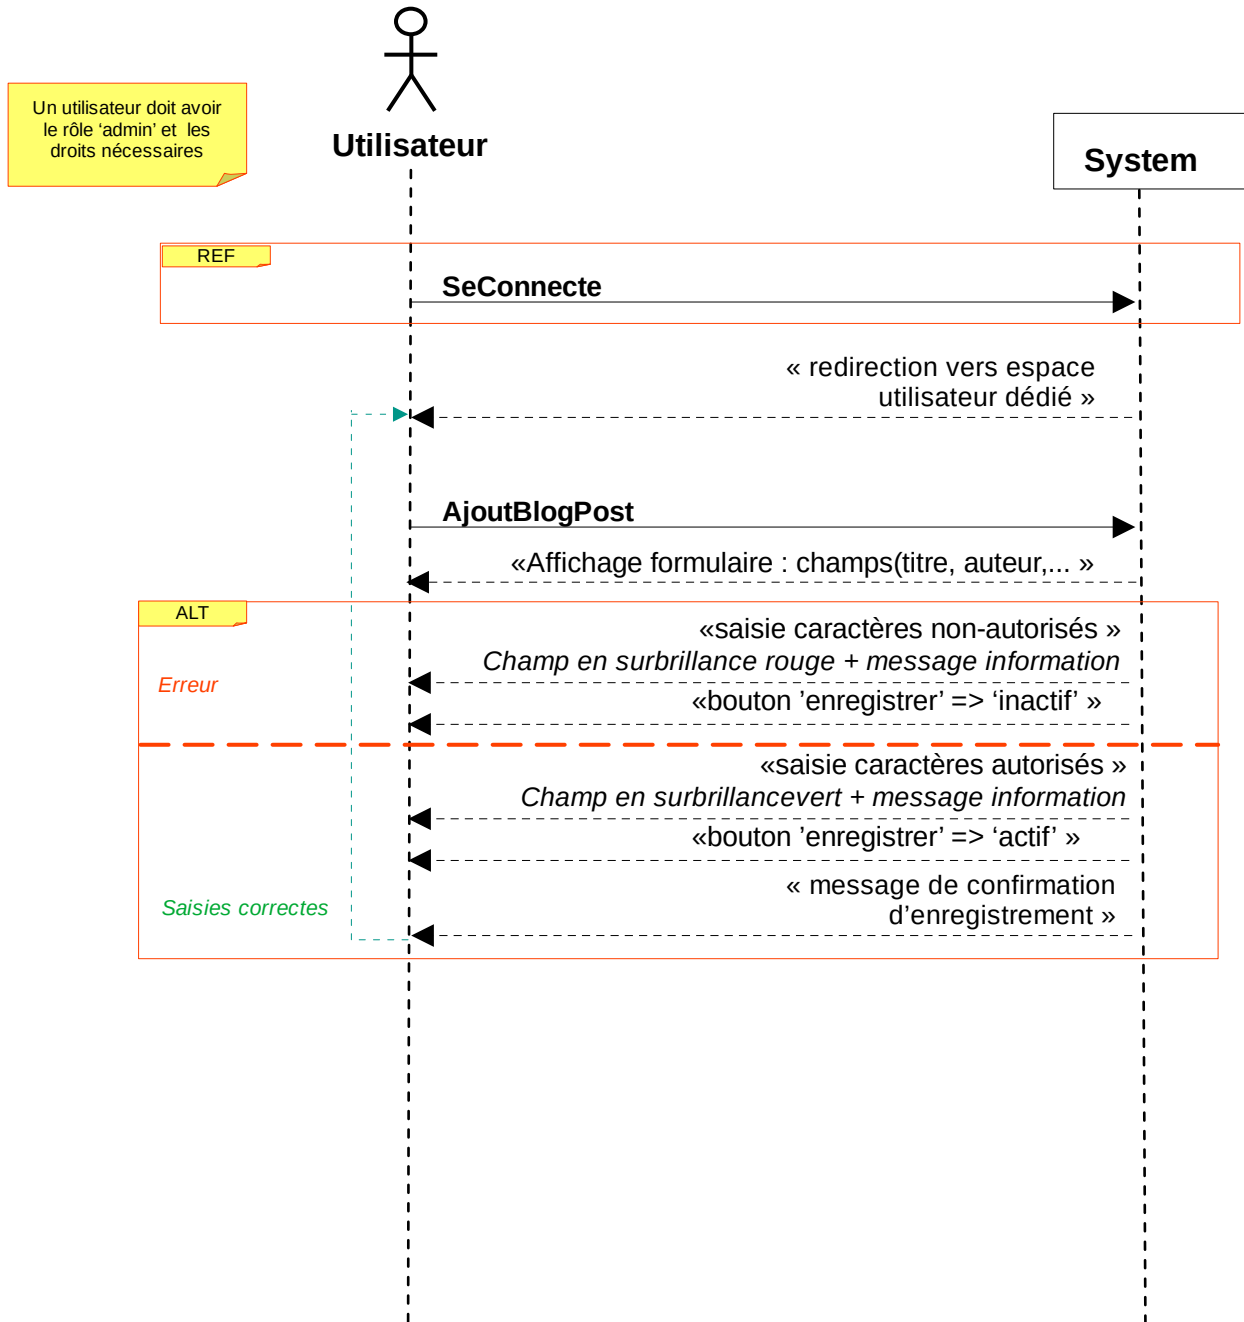 Un utilisateur doit avoir
le rôle ‘admin’ et  les
droits nécessaires
Utilisateur
System
REF
SeConnecte
« redirection vers espace
utilisateur dédié »
AjoutBlogPost
«Affichage formulaire : champs(titre, auteur,... »
ALT
«saisie caractères non-autorisés »
Champ en surbrillance rouge + message information
Erreur
«bouton ’enregistrer’ => ‘inactif’ »
«saisie caractères autorisés »
Champ en surbrillancevert + message information
«bouton ’enregistrer’ => ‘actif’ »
« message de confirmation
d’enregistrement »
Saisies correctes